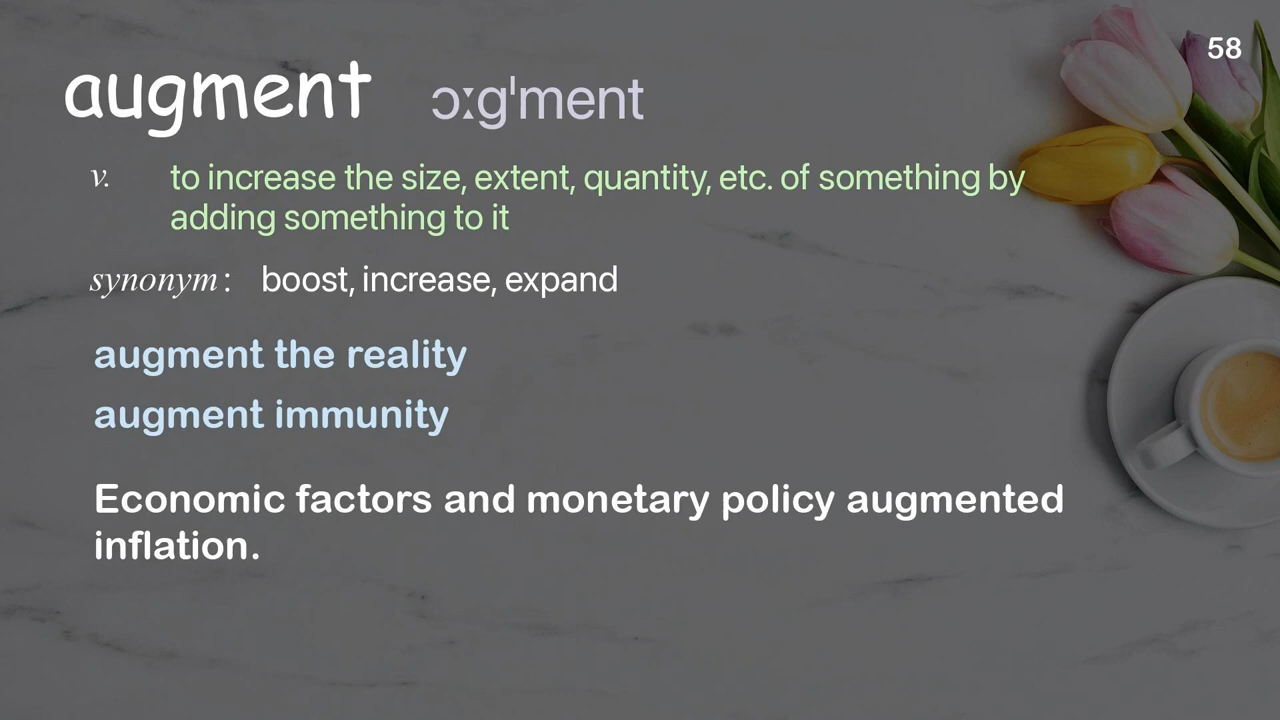 58
augment ɔːɡˈment
v. to increase the size, extent, quantity, etc. of something by
adding something to it
synonym: boost, increase, expand
augment the reality
augment immunity
Economic factors and monetary policy augmented
inflation.